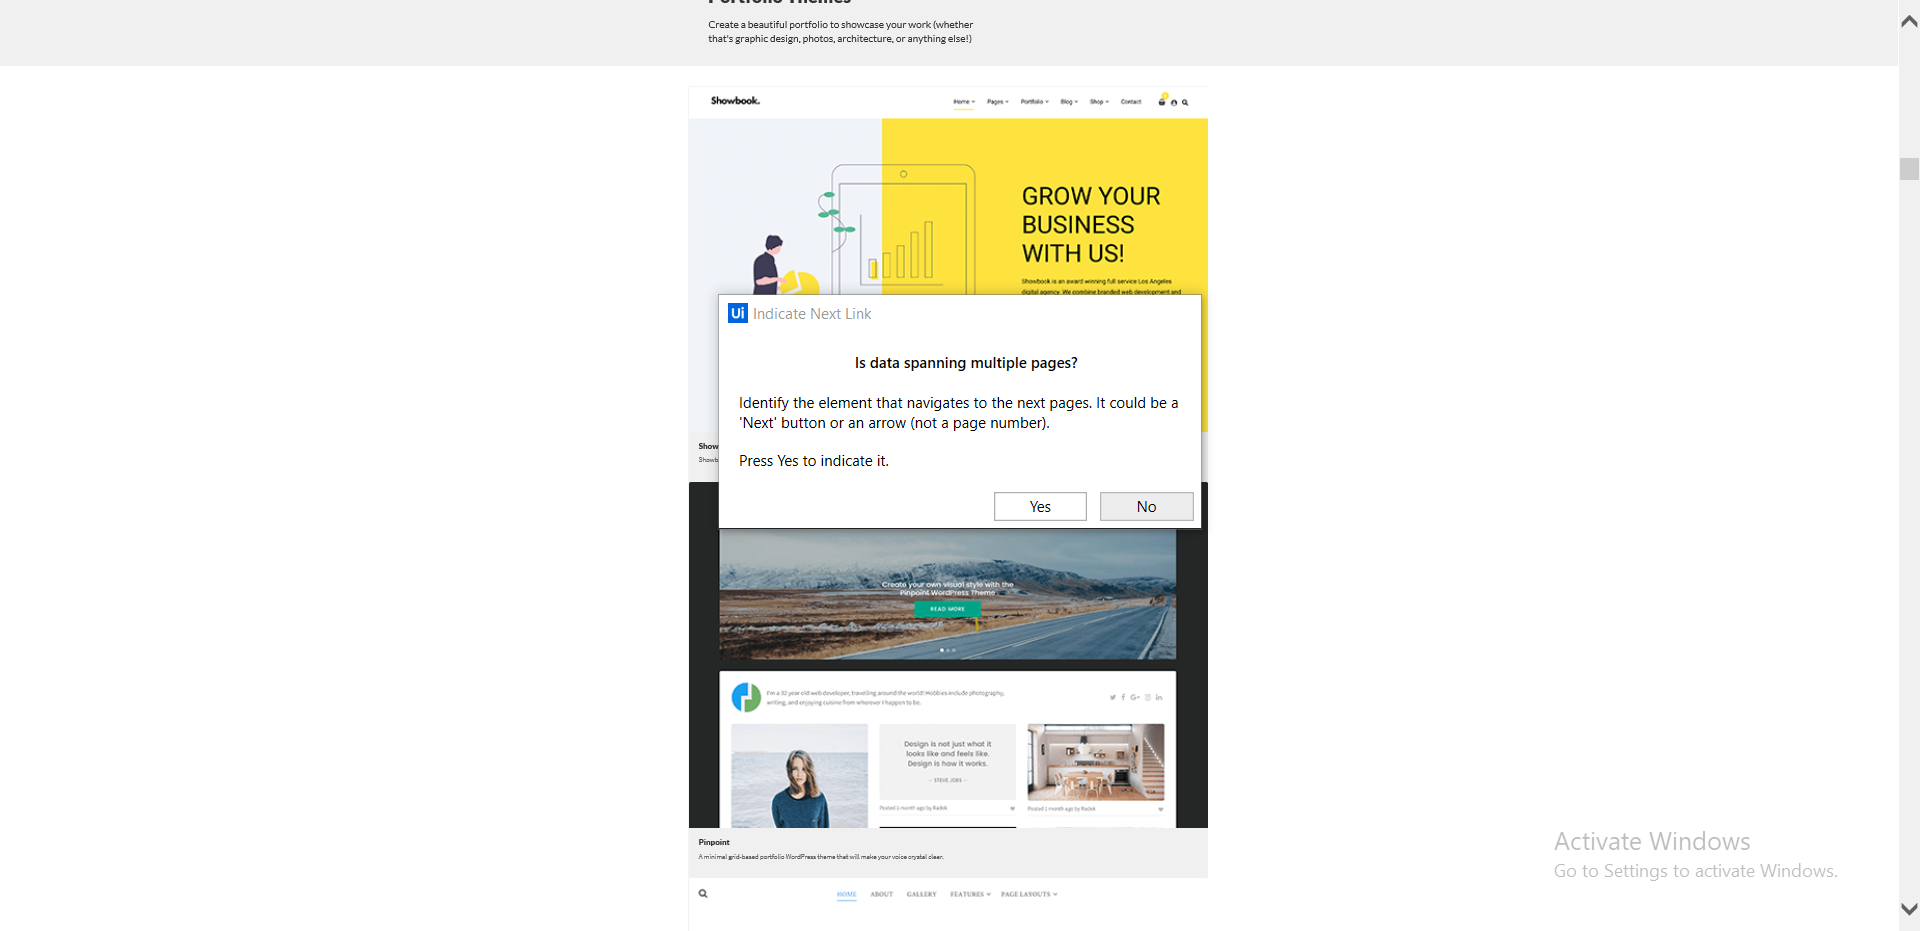 Portfolio Themes
Create a beautiful portfolio to showcase your work (whether
that's graphic design, photos, architecture, or anything else!)
Showbook.
Home Pages Portfolio Blog Shop Contact
GROW YOUR
BUSINESS
WITH US!
Showbook is an award winning full service Los Angeles
digital agency. We combine branded web development and
Ui Indicate Next Link
Is data spanning multiple pages?
Identify the element that navigates to the next pages. It could be a
'Next' button or an arrow (not a page number).
Press Yes to indicate it.
Yes No
Show
Showb
Create your own visual style with the
Pinpoint WordPress Theme
READ MORE
I'm a 32 year old web developer, travelling around the world! Hobbies include photography,
writing, and enjoying cuisine from wherever I happen to be.
Design is not just what it
looks like and feels like.
Design is how it works.
— STEVE JOBS —
Posted 1 month ago by Radek
Posted 1 month ago by Radek
Pinpoint
A minimal grid-based portfolio WordPress theme that will make your voice crystal clear.
HOME ABOUT GALLERY FEATURES PAGE LAYOUTS
Activate Windows
Go to Settings to activate Windows.